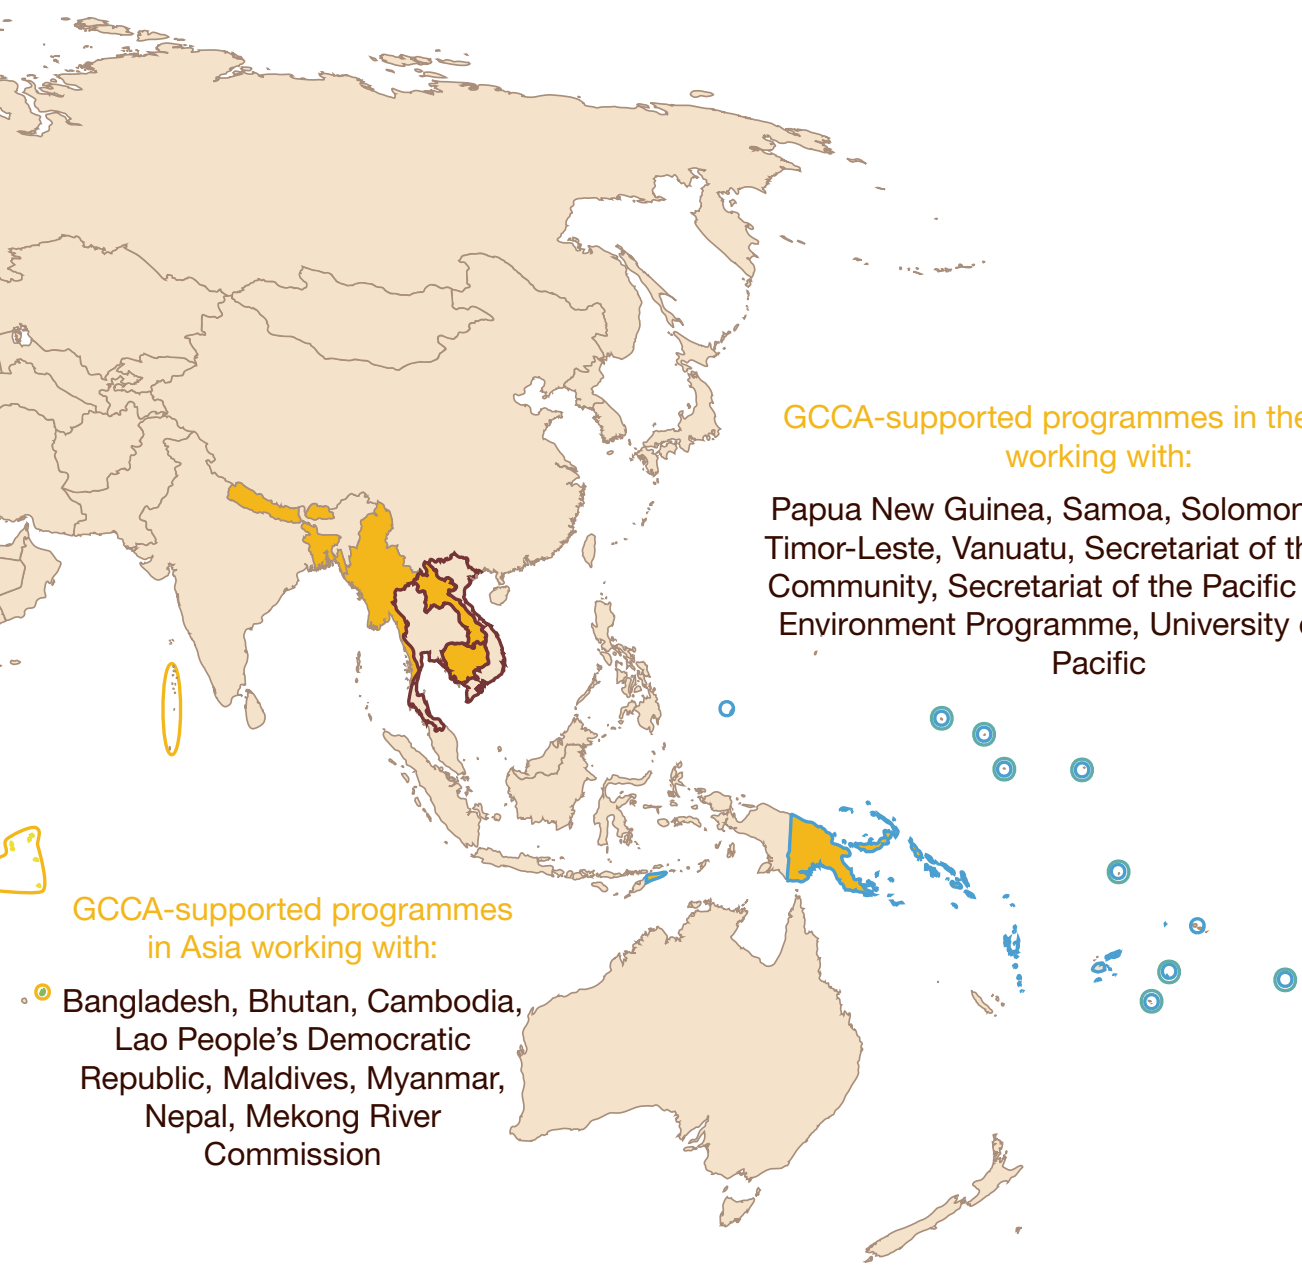 GCCA-supported programmes in the
working with:
Papua New Guinea, Samoa, Solomon
Timor-Leste, Vanuatu, Secretariat of
Community, Secretariat of the Pacific
Environment Programme, University
Pacific
GCCA-supported programmes
in Asia working with:
Bangladesh, Bhutan, Cambodia,
Lao People’s Democratic
Republic, Maldives, Myanmar,
Nepal, Mekong River
Commission